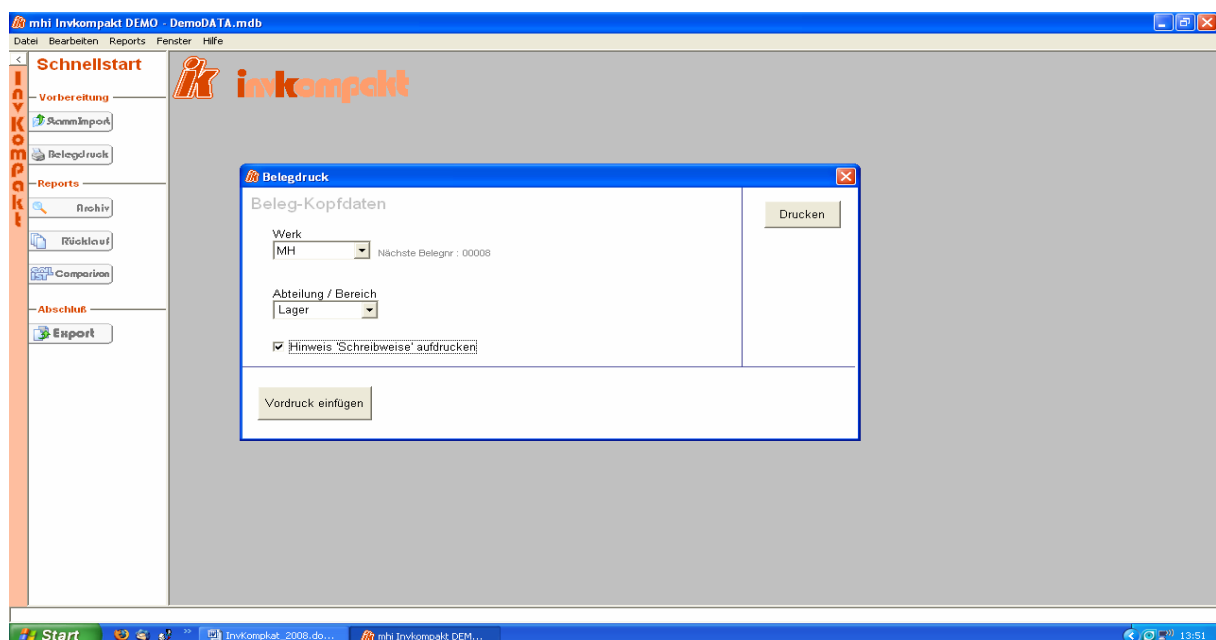 mhi Invkompakt DEMO - DemoDATA.mdb
Datei Bearbeiten Reports Fenster Hilfe
Schnellstart
InvKompakt
ik invkompakt
Vorbereitung
StammImport
Belegdruck
Reports
Archiv
Rücklauf
Comparison
Abschluß
Export
Belegdruck
Beleg-Kopfdaten
Drucken
Werk
MH
Nächste Belegnr : 00008
Abteilung / Bereich
Lager
Hinweis 'Schreibweise' aufdrucken
Vordruck einfügen
Start
InvKompkat_2008.do...
mhi Invkompakt DEM...
13:51